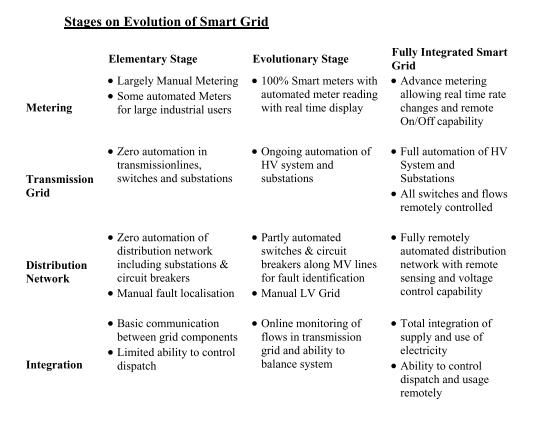 Stages on Evolution of Smart Grid
Elementary Stage
Evolutionary Stage
Fully Integrated Smart
Grid
Metering
• Largely Manual Metering
• Some automated Meters
for large industrial users
• 100% Smart meters with
automated meter reading
with real time display
• Advance metering
allowing real time rate
changes and remote
On/Off capability
Transmission
Grid
• Zero automation in
transmissionlines,
switches and substations
• Ongoing automation of
HV system and
substations
• Full automation of HV
System and
Substations
• All switches and flows
remotely controlled
Distribution
Network
• Zero automation of
distribution network
including substations &
circuit breakers
• Manual fault localisation
• Partly automated
switches & circuit
breakers along MV lines
for fault identification
• Manual LV Grid
• Fully remotely
automated distribution
network with remote
sensing and voltage
control capability
Integration
• Basic communication
between grid components
• Limited ability to control
dispatch
• Online monitoring of
flows in transmission
grid and ability to
balance system
• Total integration of
supply and use of
electricity
• Ability to control
dispatch and usage
remotely